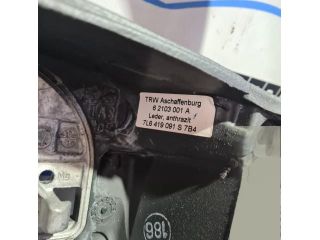 TRW Aschaffenburg
6 2103 001 A
Leder, anthrazit
7L6 419 091 S 7B4
186